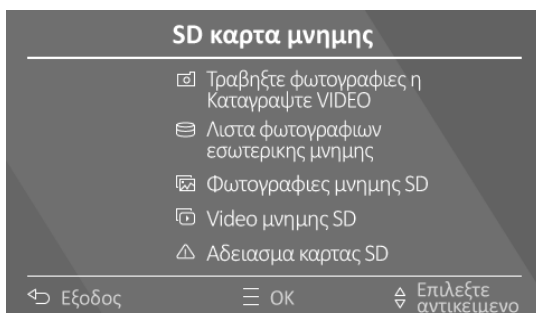 SD καρτα μνημης
Τραβηξτε φωτογραφιες η
Καταγραψτε VIDEO
Λιστα φωτογραφιων
εσωτερικης μνημης
Φωτογραφιες μνημης SD
Video μνημης SD
Αδειασμα καρτας SD
Εξοδος
OK
Επιλεξτε
αντικειμενο